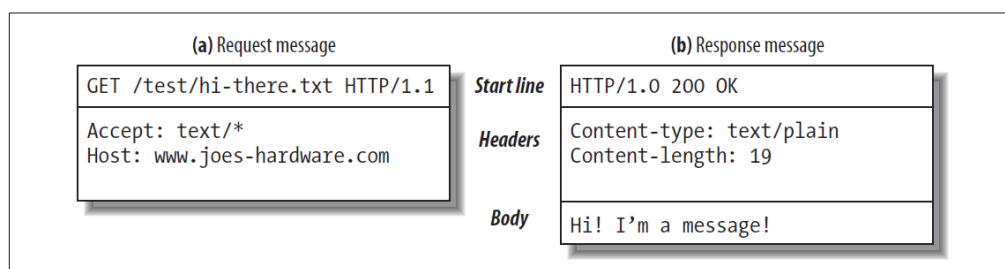 (a) Request message
GET /test/hi-there.txt HTTP/1.1
Accept: text/*
Host: www.joes-hardware.com
Start line
Headers
Body
(b) Response message
HTTP/1.0 200 OK
Content-type: text/plain
Content-length: 19
Hi! I’m a message!